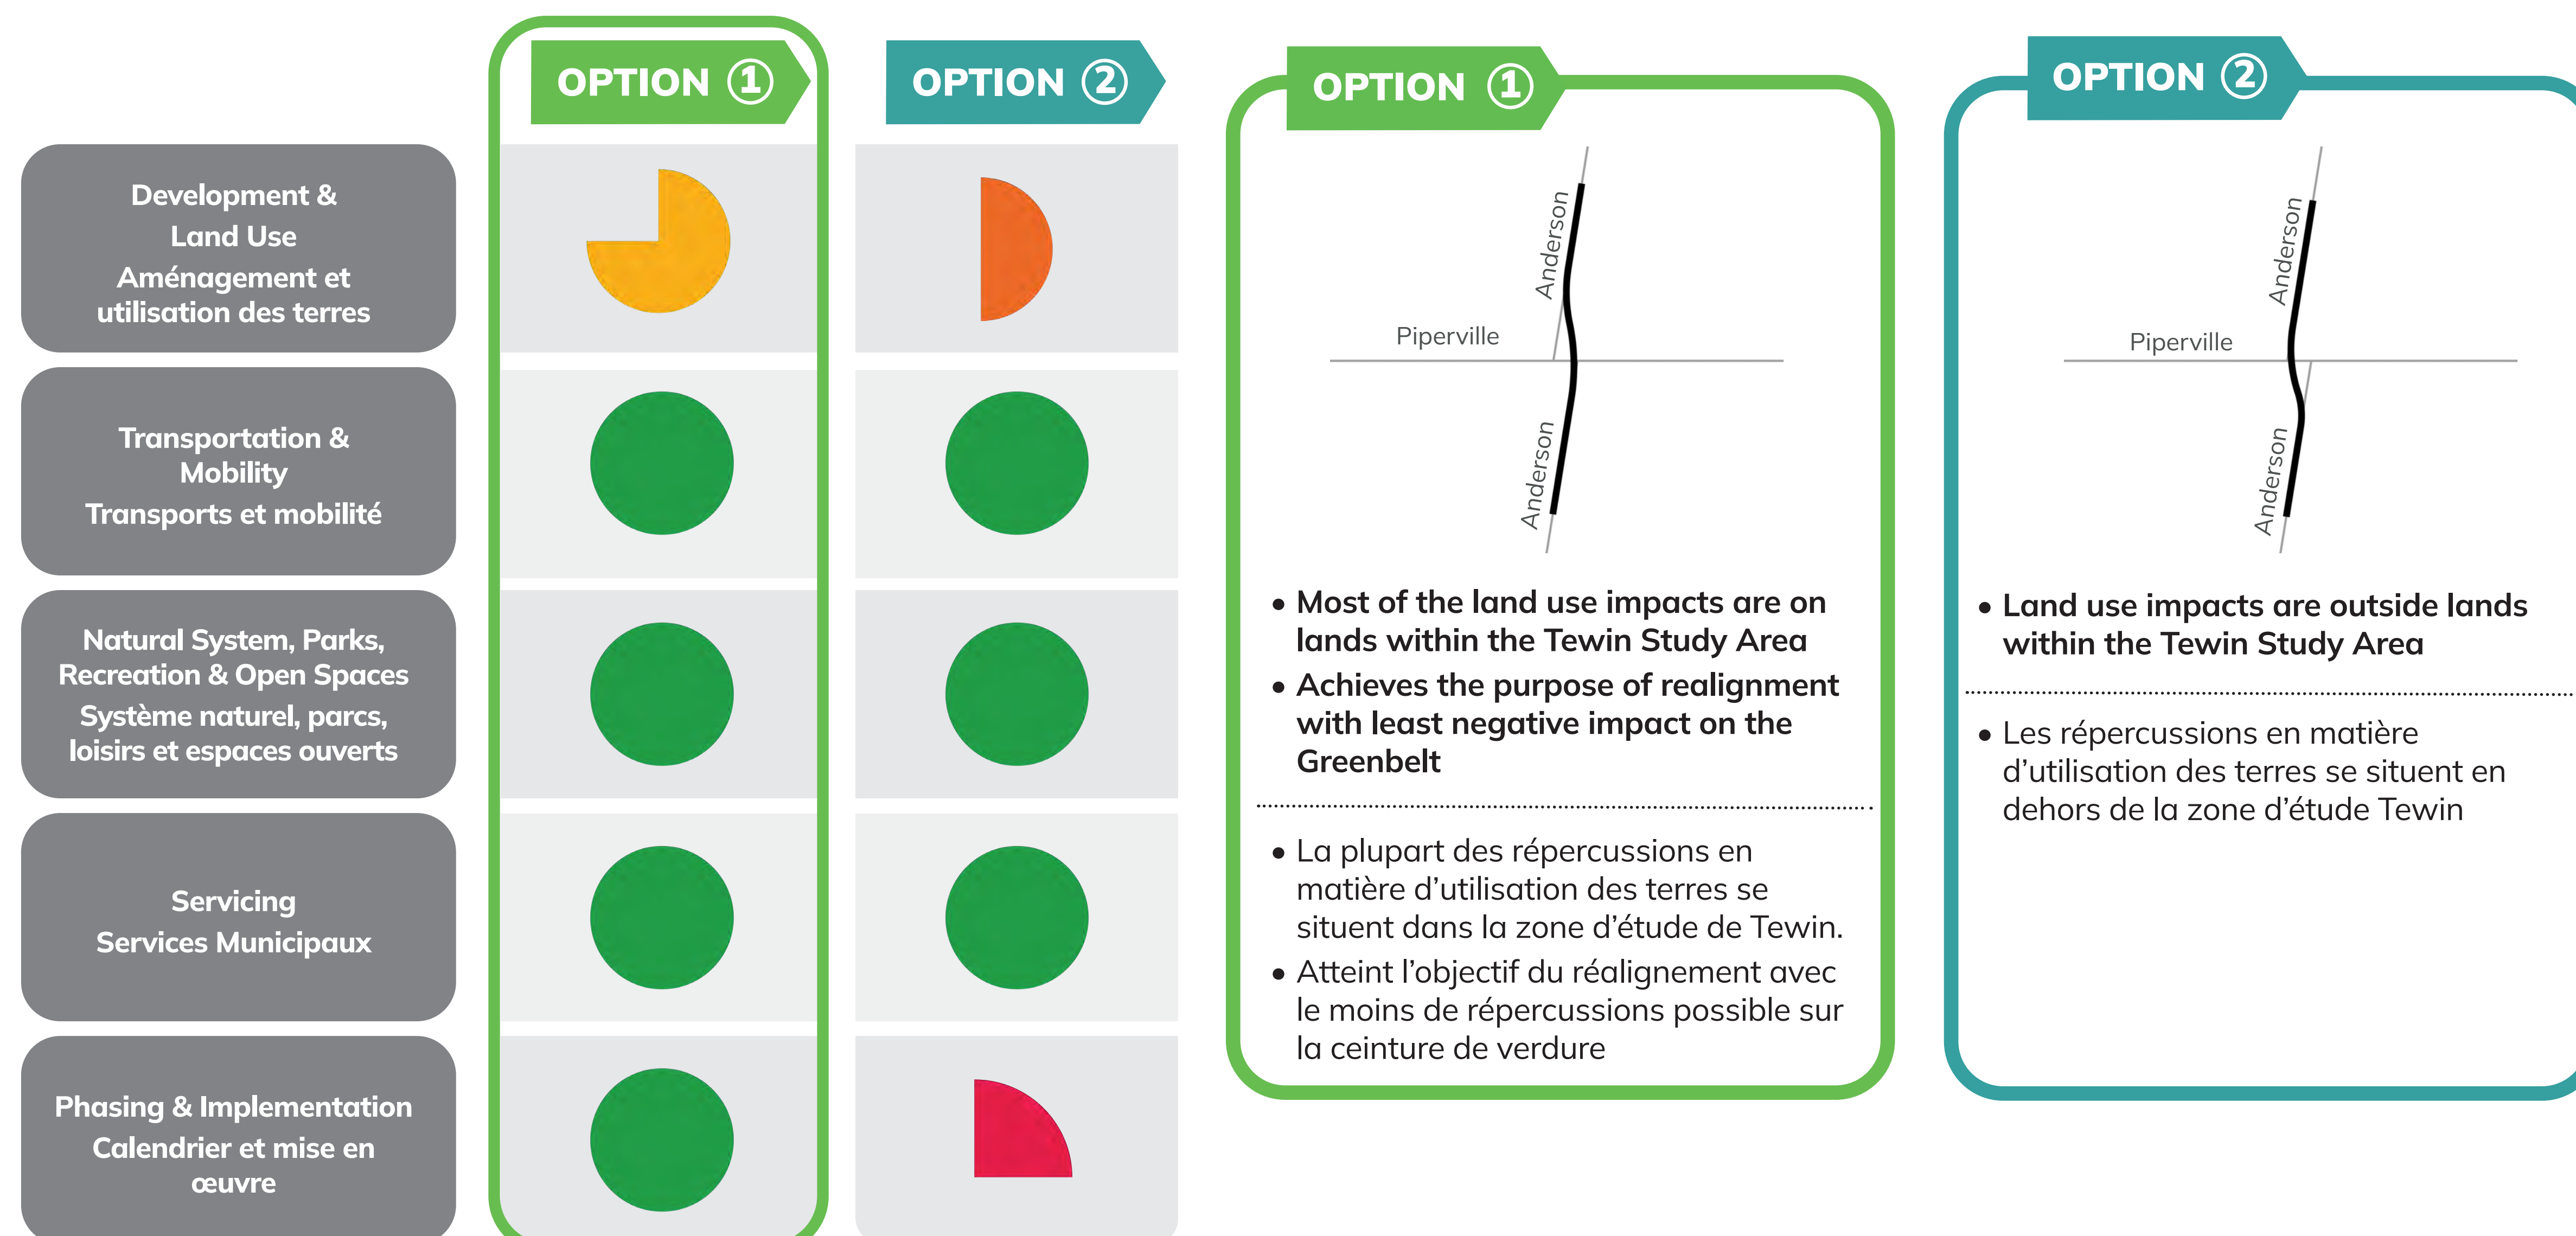 OPTION ①
OPTION ②
Development &
Land Use
Aménagement et
utilisation des terres
Transportation &
Mobility
Transports et mobilité
Natural System, Parks,
Recreation & Open Spaces
Système naturel, parcs,
loisirs et espaces ouverts
Servicing
Services Municipaux
Phasing & Implementation
Calendrier et mise en
œuvre
OPTION ①
Anderson
Piperville
Anderson
• Most of the land use impacts are on
lands within the Tewin Study Area
• Achieves the purpose of realignment
with least negative impact on the
Greenbelt
• La plupart des répercussions en
matière d’utilisation des terres se
situent dans la zone d’étude de Tewin.
• Atteint l’objectif du réalignement avec
le moins de répercussions possible sur
la ceinture de verdure
OPTION ②
Anderson
Piperville
Anderson
• Land use impacts are outside lands
within the Tewin Study Area
• Les répercussions en matière
d’utilisation des terres se situent en
dehors de la zone d’étude Tewin